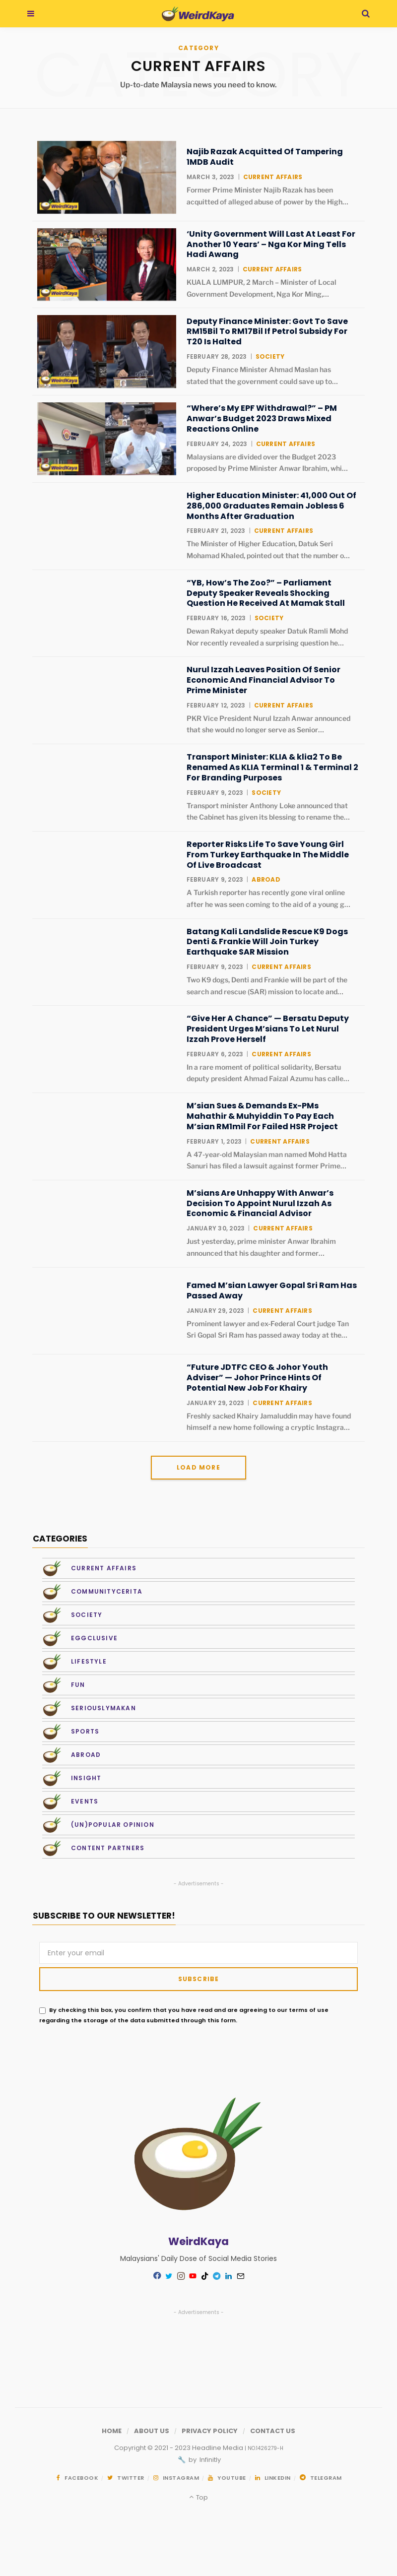 WeirdKaya
CATEGORY
CURRENT AFFAIRS
Up-to-date Malaysia news you need to know.
Najib Razak Acquitted Of Tampering
1MDB Audit
MARCH 3, 2023 | CURRENT AFFAIRS
Former Prime Minister Najib Razak has been
acquitted of alleged abuse of power by the High...
WeirdKaya
‘Unity Government Will Last At Least For
Another 10 Years’ – Nga Kor Ming Tells
Hadi Awang
MARCH 2, 2023 | CURRENT AFFAIRS
KUALA LUMPUR, 2 March – Minister of Local
Government Development, Nga Kor Ming,...
WeirdKaya
Deputy Finance Minister: Govt To Save
RM15Bil To RM17Bil If Petrol Subsidy For
T20 Is Halted
FEBRUARY 28, 2023 | SOCIETY
Deputy Finance Minister Ahmad Maslan has
stated that the government could save up to...
WeirdKaya
“Where’s My EPF Withdrawal?” – PM
Anwar’s Budget 2023 Draws Mixed
Reactions Online
FEBRUARY 24, 2023 | CURRENT AFFAIRS
Malaysians are divided over the Budget 2023
proposed by Prime Minister Anwar Ibrahim, whi...
WeirdKaya
Higher Education Minister: 41,000 Out Of
286,000 Graduates Remain Jobless 6
Months After Graduation
FEBRUARY 21, 2023 | CURRENT AFFAIRS
The Minister of Higher Education, Datuk Seri
Mohamad Khaled, pointed out that the number o...
“YB, How’s The Zoo?” – Parliament
Deputy Speaker Reveals Shocking
Question He Received At Mamak Stall
FEBRUARY 16, 2023 | SOCIETY
Dewan Rakyat deputy speaker Datuk Ramli Mohd
Nor recently revealed a surprising question he...
Nurul Izzah Leaves Position Of Senior
Economic And Financial Advisor To
Prime Minister
FEBRUARY 12, 2023 | CURRENT AFFAIRS
PKR Vice President Nurul Izzah Anwar announced
that she would no longer serve as Senior...
Transport Minister: KLIA & klia2 To Be
Renamed As KLIA Terminal 1 & Terminal 2
For Branding Purposes
FEBRUARY 9, 2023 | SOCIETY
Transport minister Anthony Loke announced that
the Cabinet has given its blessing to rename the...
Reporter Risks Life To Save Young Girl
From Turkey Earthquake In The Middle
Of Live Broadcast
FEBRUARY 9, 2023 | ABROAD
A Turkish reporter has recently gone viral online
after he was seen coming to the aid of a young g...
Batang Kali Landslide Rescue K9 Dogs
Denti & Frankie Will Join Turkey
Earthquake SAR Mission
FEBRUARY 9, 2023 | CURRENT AFFAIRS
Two K9 dogs, Denti and Frankie will be part of the
search and rescue (SAR) mission to locate and...
“Give Her A Chance” — Bersatu Deputy
President Urges M’sians To Let Nurul
Izzah Prove Herself
FEBRUARY 6, 2023 | CURRENT AFFAIRS
In a rare moment of political solidarity, Bersatu
deputy president Ahmad Faizal Azumu has calle...
M’sian Sues & Demands Ex-PMs
Mahathir & Muhyiddin To Pay Each
M’sian RM1mil For Failed HSR Project
FEBRUARY 1, 2023 | CURRENT AFFAIRS
A 47-year-old Malaysian man named Mohd Hatta
Sanuri has filed a lawsuit against former Prime...
M’sians Are Unhappy With Anwar’s
Decision To Appoint Nurul Izzah As
Economic & Financial Advisor
JANUARY 30, 2023 | CURRENT AFFAIRS
Just yesterday, prime minister Anwar Ibrahim
announced that his daughter and former...
Famed M’sian Lawyer Gopal Sri Ram Has
Passed Away
JANUARY 29, 2023 | CURRENT AFFAIRS
Prominent lawyer and ex-Federal Court judge Tan
Sri Gopal Sri Ram has passed away today at the...
“Future JDTFC CEO & Johor Youth
Adviser” — Johor Prince Hints Of
Potential New Job For Khairy
JANUARY 29, 2023 | CURRENT AFFAIRS
Freshly sacked Khairy Jamaluddin may have found
himself a new home following a cryptic Instagra...
LOAD MORE
CATEGORIES
CURRENT AFFAIRS
COMMUNITYCERITA
SOCIETY
EGGCLUSIVE
LIFESTYLE
FUN
SERIOUSLYMAKAN
SPORTS
ABROAD
INSIGHT
EVENTS
(UN)POPULAR OPINION
CONTENT PARTNERS
- Advertisements -
SUBSCRIBE TO OUR NEWSLETTER!
Enter your email
SUBSCRIBE
By checking this box, you confirm that you have read and are agreeing to our terms of use
regarding the storage of the data submitted through this form.
WeirdKaya
Malaysians' Daily Dose of Social Media Stories
- Advertisements -
HOME / ABOUT US / PRIVACY POLICY / CONTACT US
Copyright © 2021 - 2023 Headline Media | NO.1426279-H
by Infinitly
FACEBOOK TWITTER INSTAGRAM YOUTUBE LINKEDIN TELEGRAM
Top